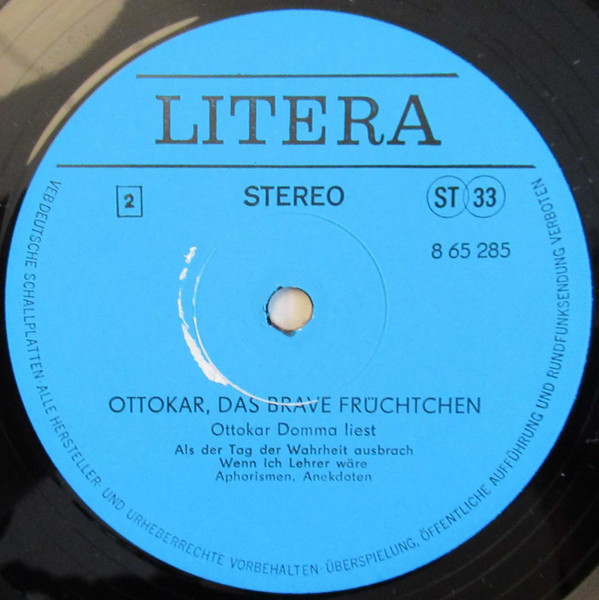 LITERA
2
STEREO
ST 33
8 65 285
OTTOKAR, DAS BRAVE FRÜCHTCHEN
Ottokar Domma liest
Als der Tag der Wahrheit ausbrach
Wenn ich Lehrer wäre
Aphorismen, Anekdoten
VEB DEUTSCHE SCHALLPLATTEN · ALLE HERSTELLER- UND URHEBERRECHTE VORBEHALTEN · ÜBERSPIELUNG, ÖFFENTLICHE AUFFÜHRUNG UND RUNDFUNKSENDUNG VERBOTEN